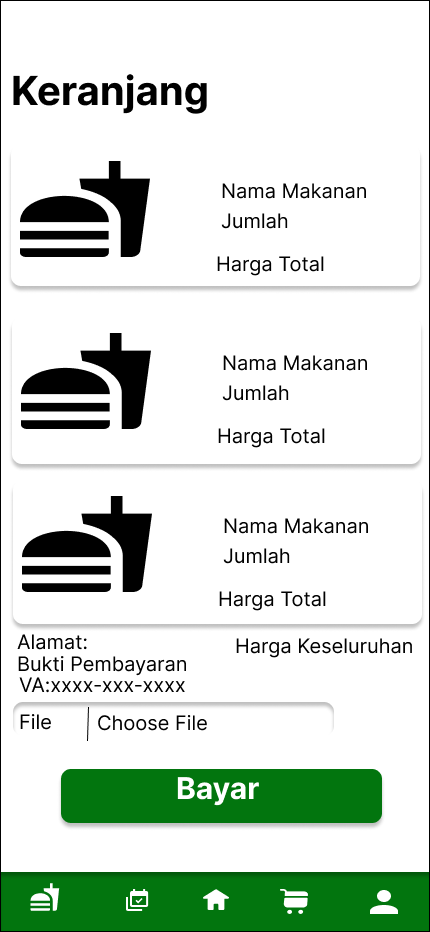 Keranjang
Nama Makanan
Jumlah
Harga Total
Nama Makanan
Jumlah
Harga Total
Nama Makanan
Jumlah
Harga Total
Alamat:
Harga Keseluruhan
Bukti Pembayaran
VA:xxxx-xxx-xxxx
File
Choose File
Bayar